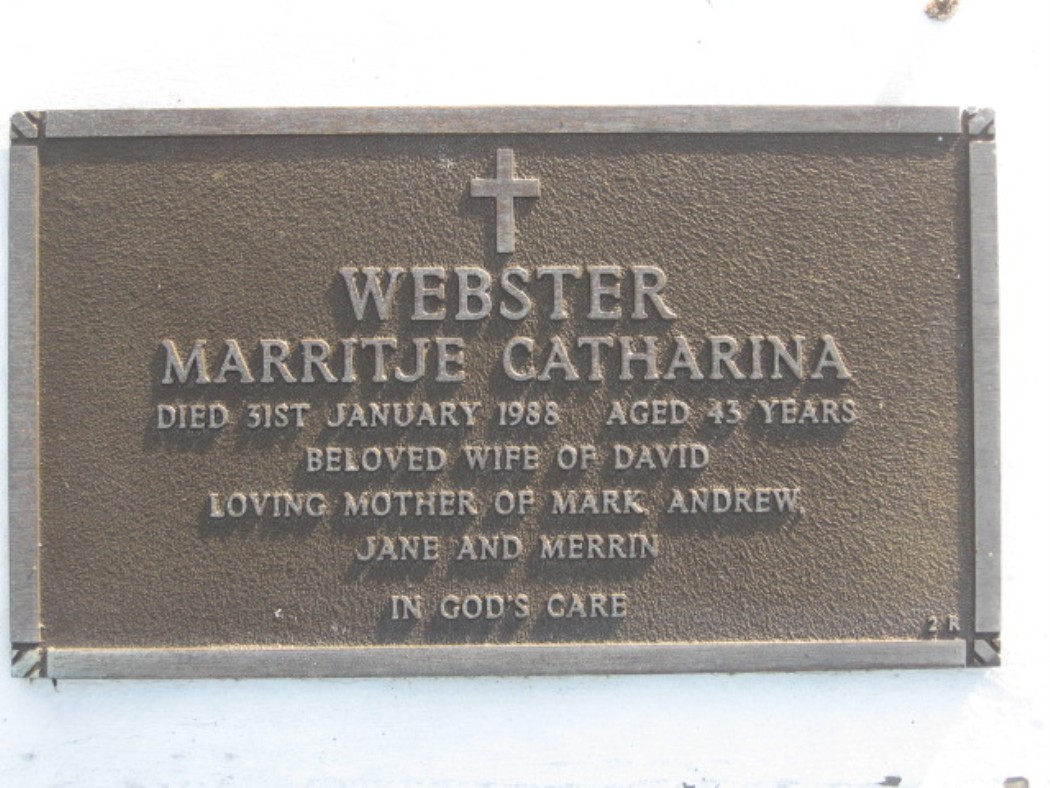 WEBSTER
MARRITJE CATHARINA
DIED 31ST JANUARY 1988 AGED 43 YEARS
BELOVED WIFE OF DAVID
LOVING MOTHER OF MARK, ANDREW,
JANE AND MERRIN
IN GOD'S CARE
2 R